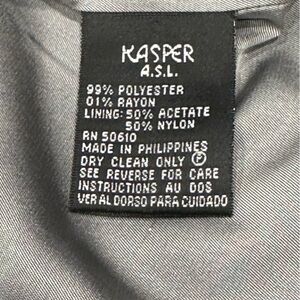 KASPER
A.S.L.
99% POLYESTER
01% RAYON
LINING: 50% ACETATE
50% NYLON
RN 50610
MADE IN PHILIPPINES
DRY CLEAN ONLY Ⓟ
SEE REVERSE FOR CARE
INSTRUCTIONS AU DOS
VER AL DORSO PARA CUIDADO